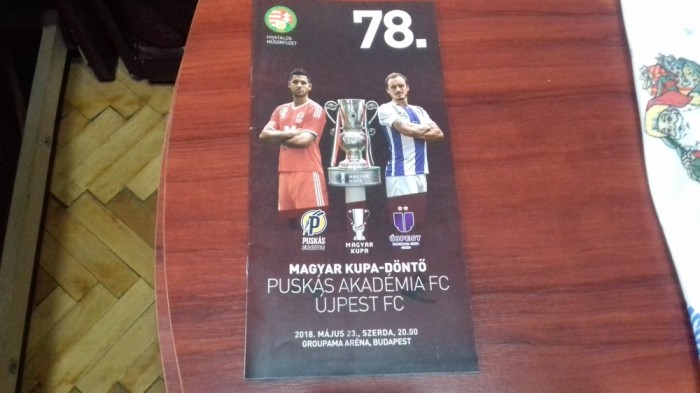 HIVATALOS
MŰSORFÜZET
78.
MAGYAR
KUPA
PUSKÁS
akadémia
MAGYAR
KUPA
ÚJPEST
MAGYAR KUPA-DÖNTŐ
PUSKÁS AKADÉMIA FC
ÚJPEST FC
2018. MÁJUS 23., SZERDA, 20.00
GROUPAMA ARÉNA, BUDAPEST